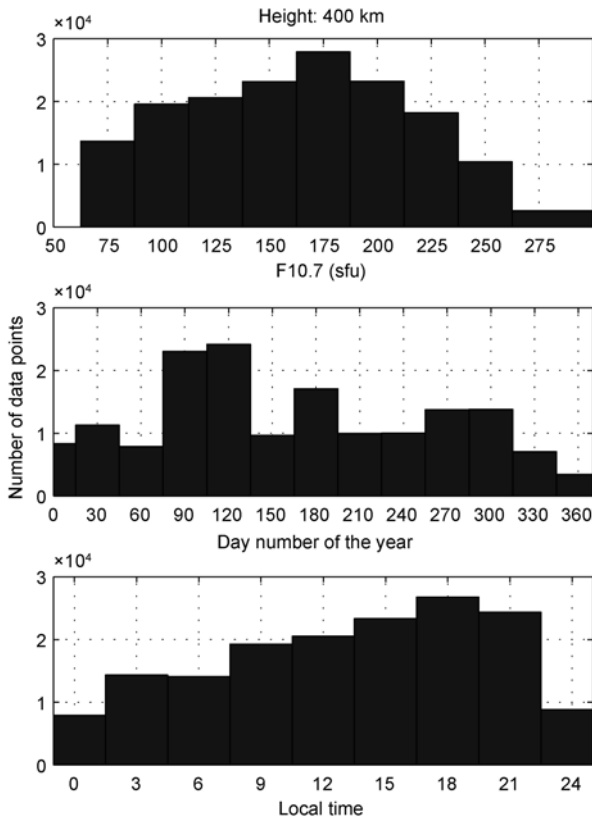 Height: 400 km
×10⁴
3
2
1
0
50 75 100 125 150 175 200 225 250 275
F10.7 (sfu)
×10⁴
3
2
1
0
Number of data points
0 30 60 90 120 150 180 210 240 270 300 330 360
Day number of the year
×10⁴
3
2
1
0
0 3 6 9 12 15 18 21 24
Local time